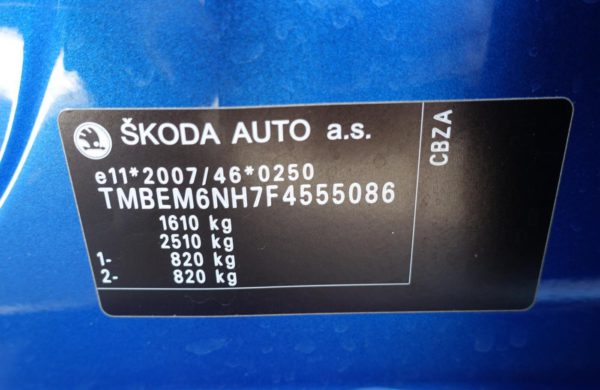 ŠKODA AUTO a.s.
e11*2007/46*0250
TMBEM6NH7F4555086
1610 kg
2510 kg
1- 820 kg
2- 820 kg
CBZA